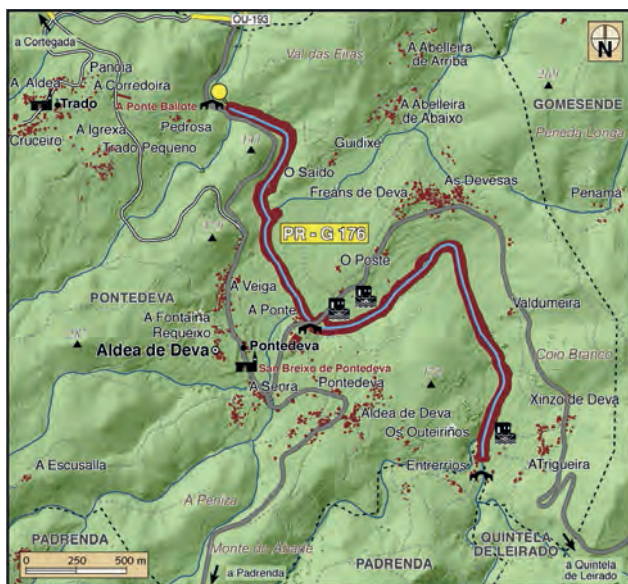 OU-193
a Cortegada
N
Val das Eiras
A Abelleira
de Arriba
Panoia
A Aldea
A Corredoira
Trado
A Ponte Bailote
GOMESENDE
A Abelleira
de Abaixo
Peneda Longa
Cruceiro
A Igrexa
Pedrosa
Trado Pequeno
Guidixe
O Saído
As Devesas
Freáns de Deva
Penama
PR - G 176
O Poste
A Veiga
PONTEDEVA
A Ponte
Valdumeira
A Fontaíña
Requeixo
Pontedeva
Aldea de Deva
Coio Branco
San Breixo de Pontedeva
A Seara
Pontedeva
Xinzo de Deva
Aldea de Deva
Os Outeiriños
A Escusalla
Entrerríos
ATrigueira
A Peniza
PADRENDA
Monte do Abade
PADRENDA
QUINTELA
DE LEIRADO
0 250 500 m
a Padrenda
a Quintela
de Leirado